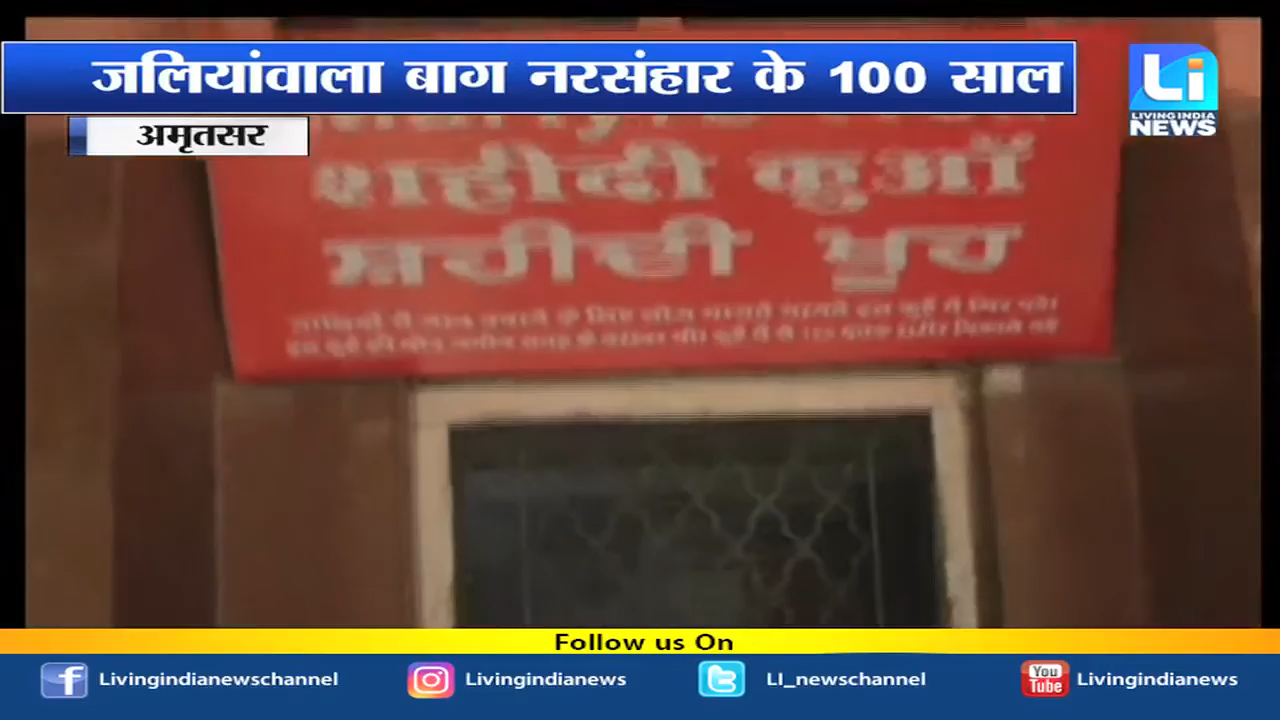 जलियांवाला बाग नरसंहार के 100 साल
Li
LIVING INDIA
NEWS
अमृतसर
शहीदी कुआँ
ਸ਼ਹੀਦੀ ਖੂਹ
Follow us On
Livingindianewschannel
Livingindianews
LI_newschannel
You
Tube
Livingindianews